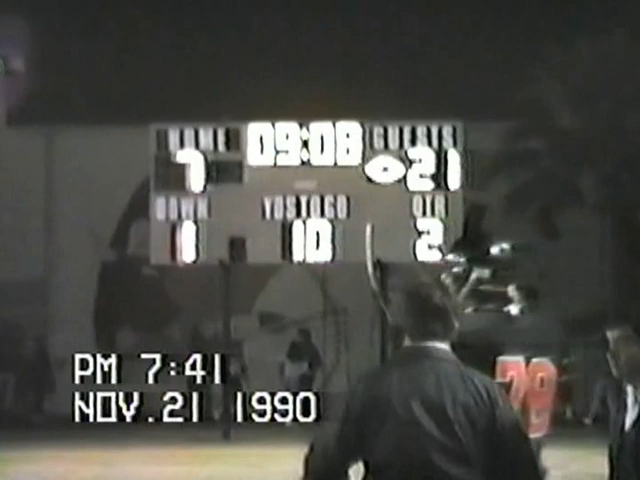 HOME 09:08 GUESTS
7 21
DOWN YDS TO GO QTR
1 10 2
79
PM 7:41
NOV. 21 1990